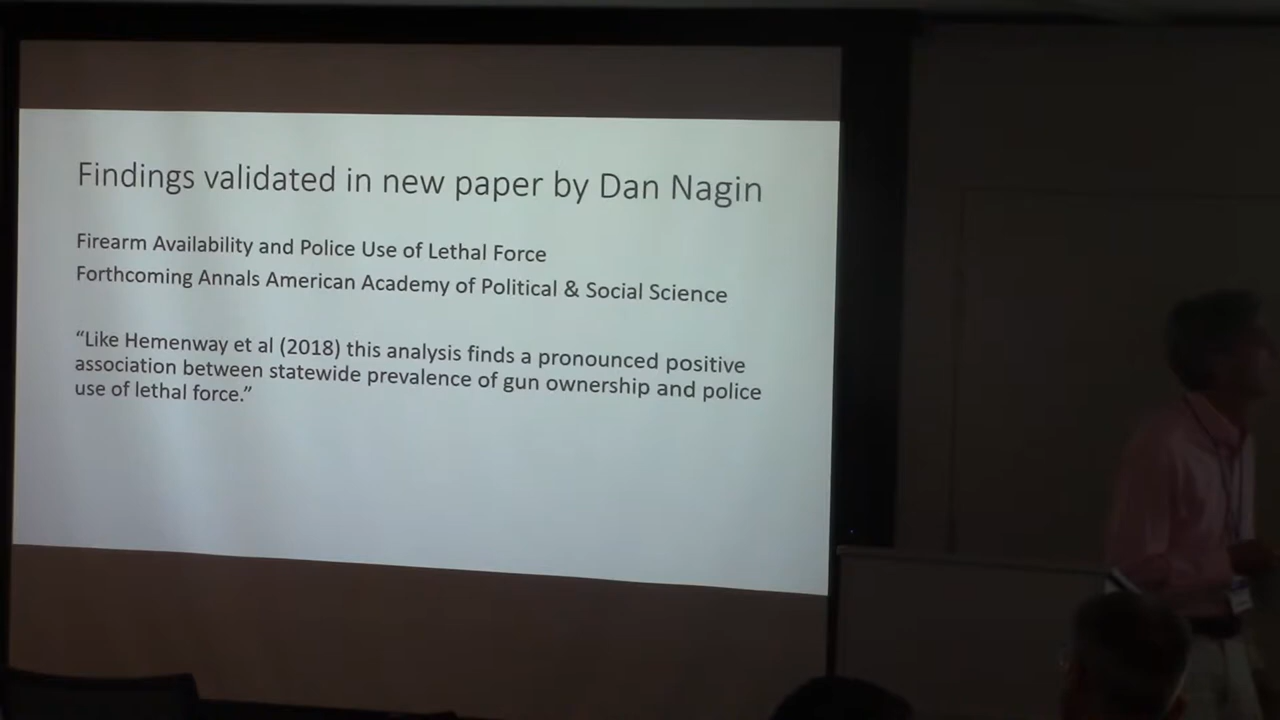 Findings validated in new paper by Dan Nagin
Firearm Availability and Police Use of Lethal Force
Forthcoming Annals American Academy of Political & Social Science
“Like Hemenway et al (2018) this analysis finds a pronounced positive
association between statewide prevalence of gun ownership and police
use of lethal force.”